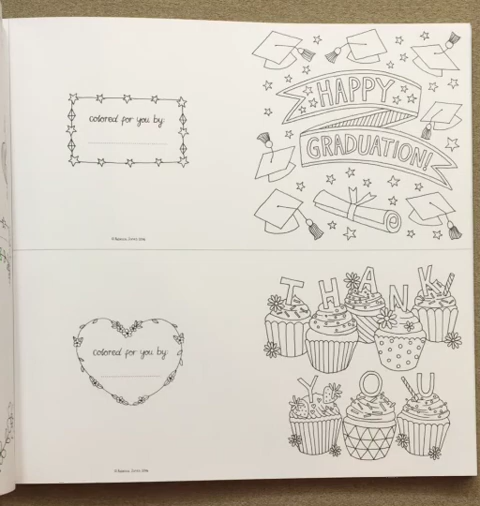 Colored for you by:
HAPPY
GRADUATION!
Colored for you by:
THANK
YOU